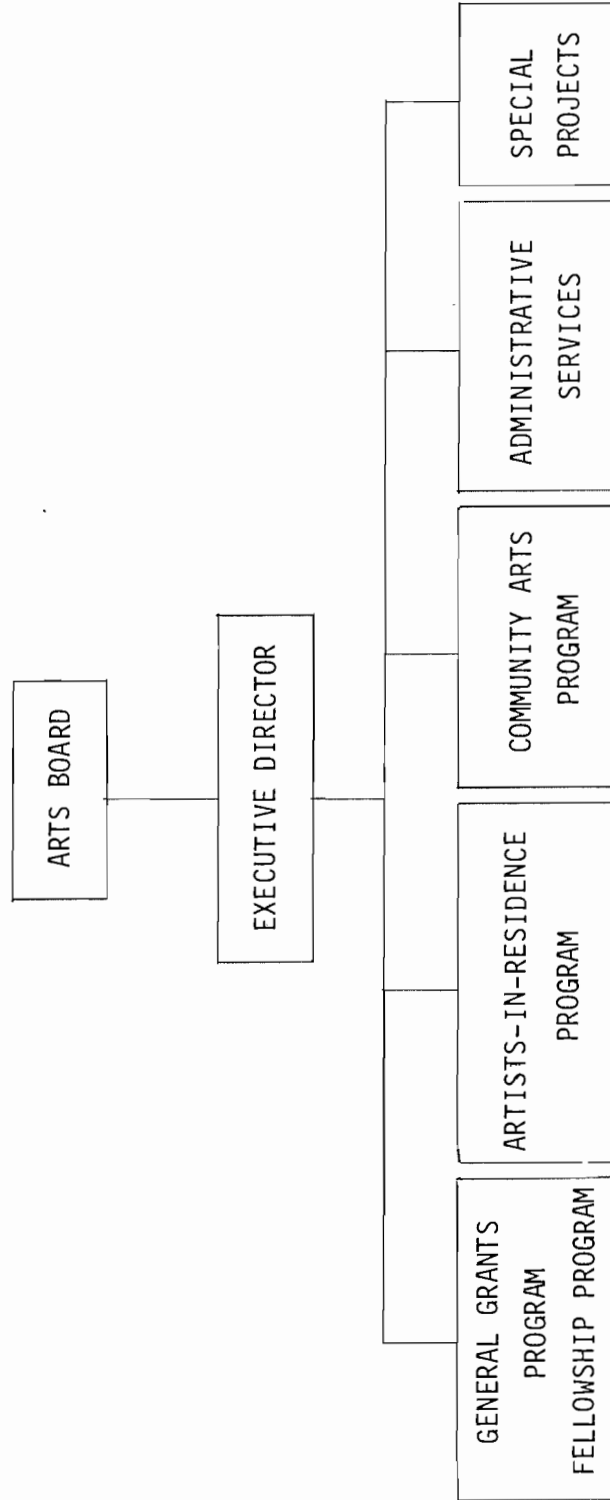 ARTS BOARD
EXECUTIVE DIRECTOR
GENERAL GRANTS
PROGRAM
FELLOWSHIP PROGRAM
ARTISTS-IN-RESIDENCE
PROGRAM
COMMUNITY ARTS
PROGRAM
ADMINISTRATIVE
SERVICES
SPECIAL
PROJECTS